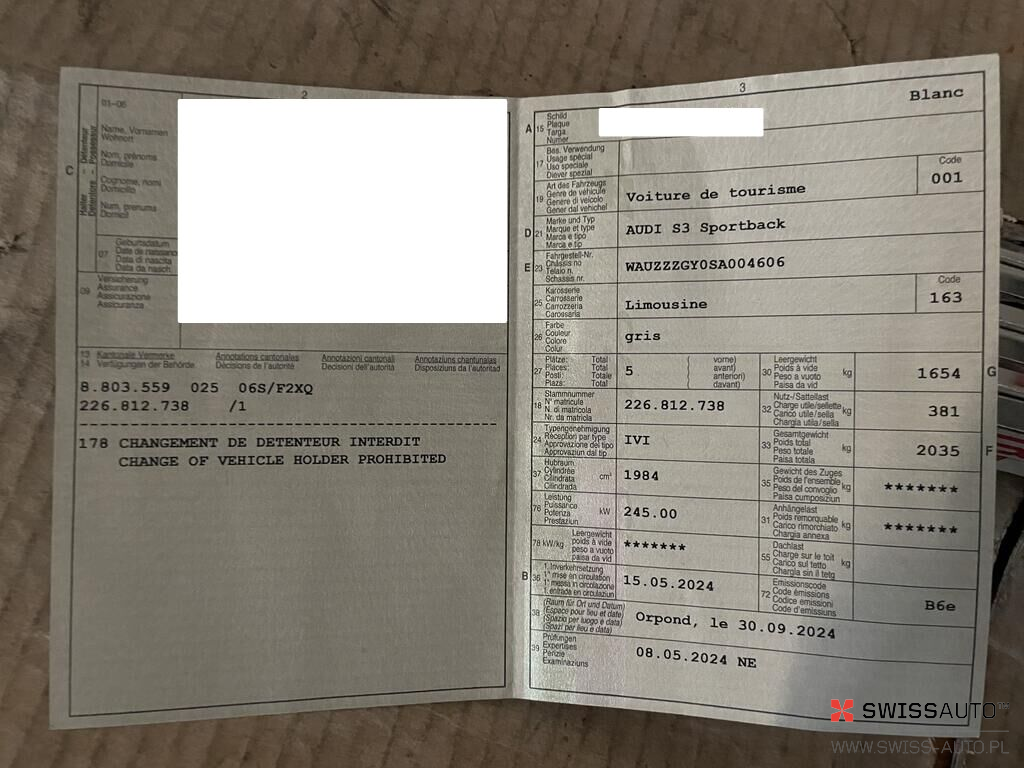 2
01-06
Name, Vornamen
Wohnort
Nom, prénoms
Domicile
Cognome, nomi
Domicilio
Num, prenums
Domicil
C
Halter - Détenteur
Detentore - Possessur
07
Geburtsdatum
Date de naissance
Data di nascita
Data da nasch.
09
Versicherung
Assurance
Assicurazione
Assicuranza
13 Kantonale Vermerke
14 Verfügungen der Behörde
Annotations cantonales
Décisions de l'autorité
Annotazioni cantonali
Decisioni dell'autorità
Annotaziuns chantunalas
Disposiziuns da l'autoritad
8.803.559 025 06S/F2XQ
226.812.738 /1
178 CHANGEMENT DE DETENTEUR INTERDIT
CHANGE OF VEHICLE HOLDER PROHIBITED
3
Blanc
A 15
Schild
Plaque
Targa
Numer
17
Bes. Verwendung
Usage spécial
Uso speciale
Diever spezial
19
Art des Fahrzeugs
Genre de véhicule
Genere di veicolo
Gener dal vehichel
Voiture de tourisme
Code
001
D 21
Marke und Typ
Marque et type
Marca e tipo
Marca e tip
AUDI S3 Sportback
E 23
Fahrgestell-Nr.
Châssis no
Telaio n.
Schassis nr.
WAUZZZGY0SA004606
25
Karosserie
Carrosserie
Carrozzeria
Carossaria
Limousine
Code
163
26
Farbe
Couleur
Colore
Colur
gris
27
Plätze: Total
Places: Total
Posti: Totale
Plazs: Total
5
( vorne)
( avant)
( anteriori)
( davant)
30
Leergewicht
Poids à vide
Peso a vuoto
Paisa da vid
kg
1654
G
18
Stammnummer
N° matricule
N. di matricola
Nr. da matricla
226.812.738
32
Nutz-/Sattellast
Charge utile/sellette
Carico utile/sella
Chargia utila/sella
kg
381
24
Typengenehmigung
Réception par type
Approvazione del tipo
Approvaziun dal tip
IVI
33
Gesamtgewicht
Poids total
Peso totale
Paisa totala
kg
2035
F
37
Hubraum
Cylindrée
Cilindrata
Cilindrada
cm³
1984
35
Gewicht des Zuges
Poids de l'ensemble
Peso del convoglio
Paisa cumposiziun
kg
*******
76
Leistung
Puissance
Potenza
Prestaziun
kW
245.00
31
Anhängelast
Poids remorquable
Carico rimorchiato
Chargia annexa
kg
*******
78 kW/kg
Leergewicht
poids à vide
peso a vuoto
paisa da vid
*******
55
Dachlast
Charge sur le toit
Carico sul tetto
Chargia sin il tetg
kg
B 36
1. Inverkehrsetzung
1re mise en circulation
1a messa in circolazione
1. entrada en circulaziun
15.05.2024
72
Emissionscode
Code émissions
Codice emissioni
Code d'emissiuns
B6e
38
(Raum für Ort und Datum)
(Espace pour lieu et date)
(Spazio per luogo e data)
(Spazi per lieu e data)
Orpond, le 30.09.2024
39
Prüfungen
Expertises
Perizie
Examinaziuns
08.05.2024 NE
SWISSAUTO
WWW.SWISS-AUTO.PL